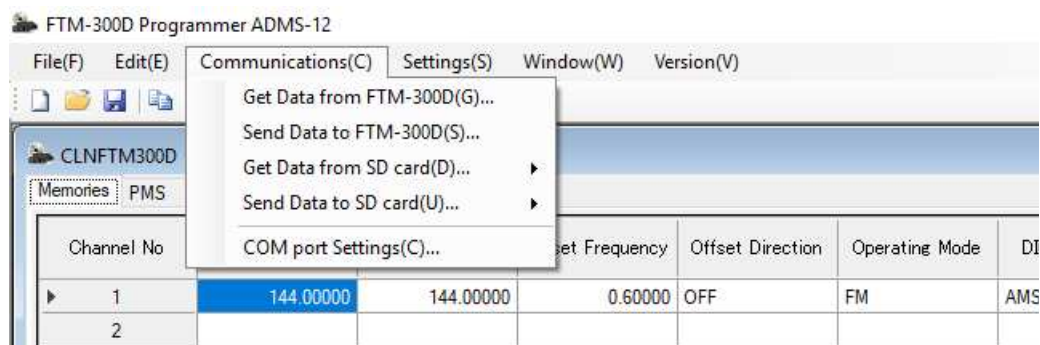 FTM-300D Programmer ADMS-12
File(F) Edit(E) Communications(C) Settings(S) Window(W) Version(V)
Get Data from FTM-300D(G)...
Send Data to FTM-300D(S)...
Get Data from SD card(D)...
Send Data to SD card(U)...
COM port Settings(C)...
CLNFTM300D
Memories PMS
Channel No set Frequency Offset Direction Operating Mode DI
1 144.00000 144.00000 0.60000 OFF FM AMS
2